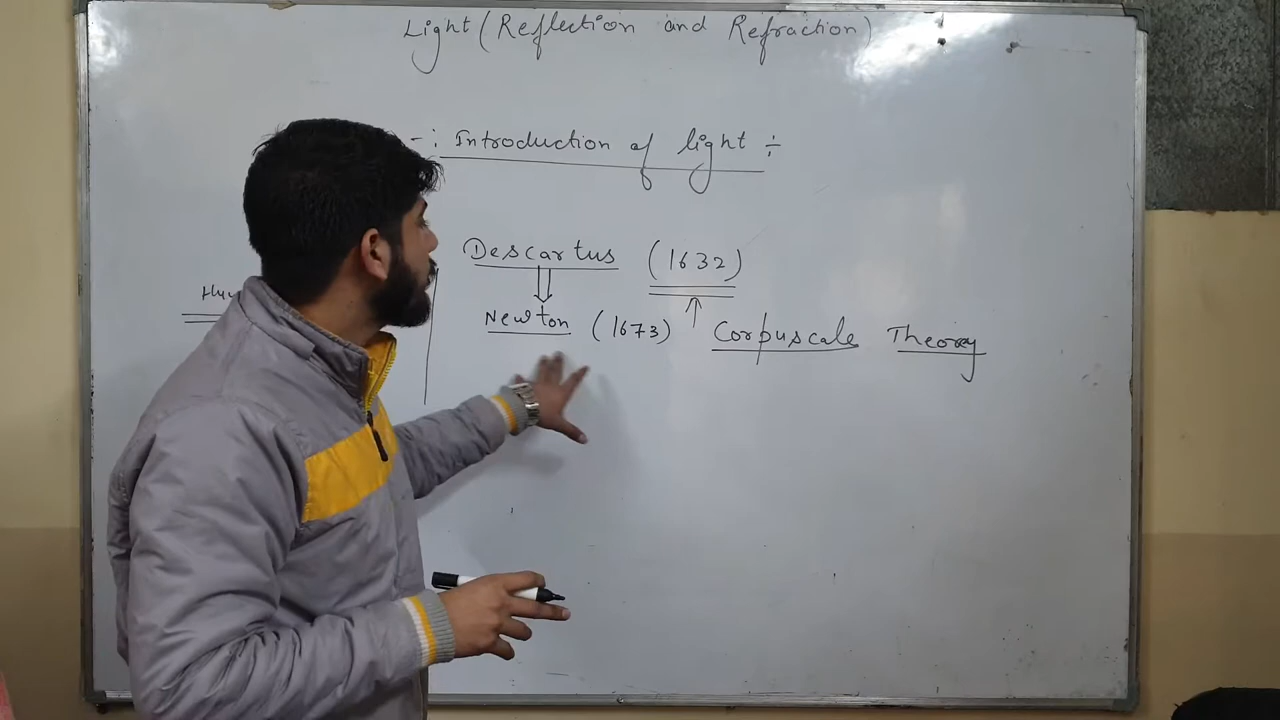 Light (Reflection and Refraction)
-: Introduction of light ÷
Descartus (1632)
Newton (1673) Corpuscale Theory